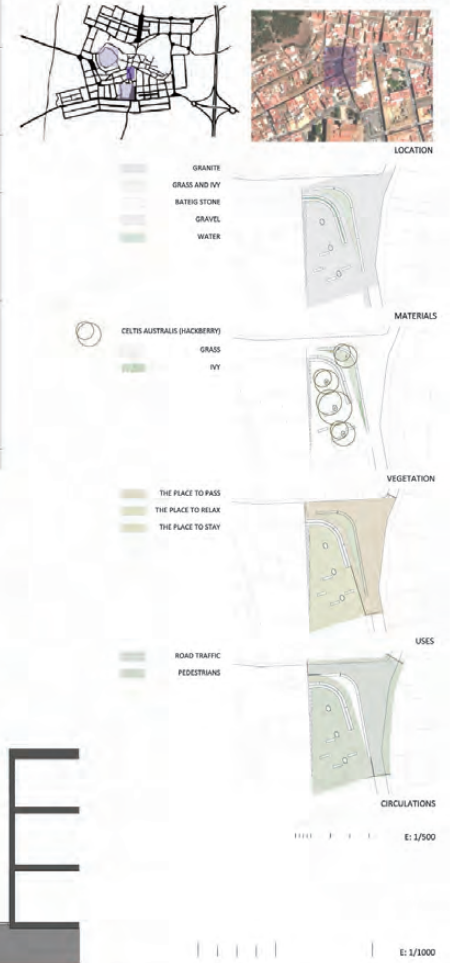 LOCATION
GRANITE
GRASS AND IVY
BATEIG STONE
GRAVEL
WATER
MATERIALS
CELTIS AUSTRALIS (HACKBERRY)
GRASS
IVY
VEGETATION
THE PLACE TO PASS
THE PLACE TO RELAX
THE PLACE TO STAY
USES
ROAD TRAFFIC
PEDESTRIANS
CIRCULATIONS
E: 1/500
E: 1/1000